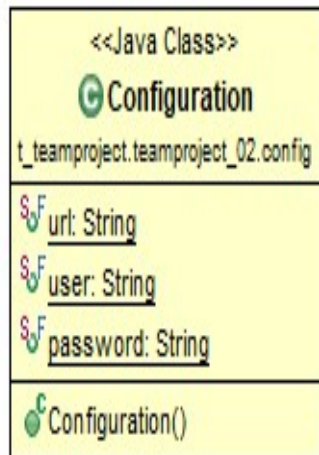 <<Java Class>>
C Configuration
t_teamproject.teamproject_02.config
S F url: String
S F user: String
S F password: String
C Configuration()